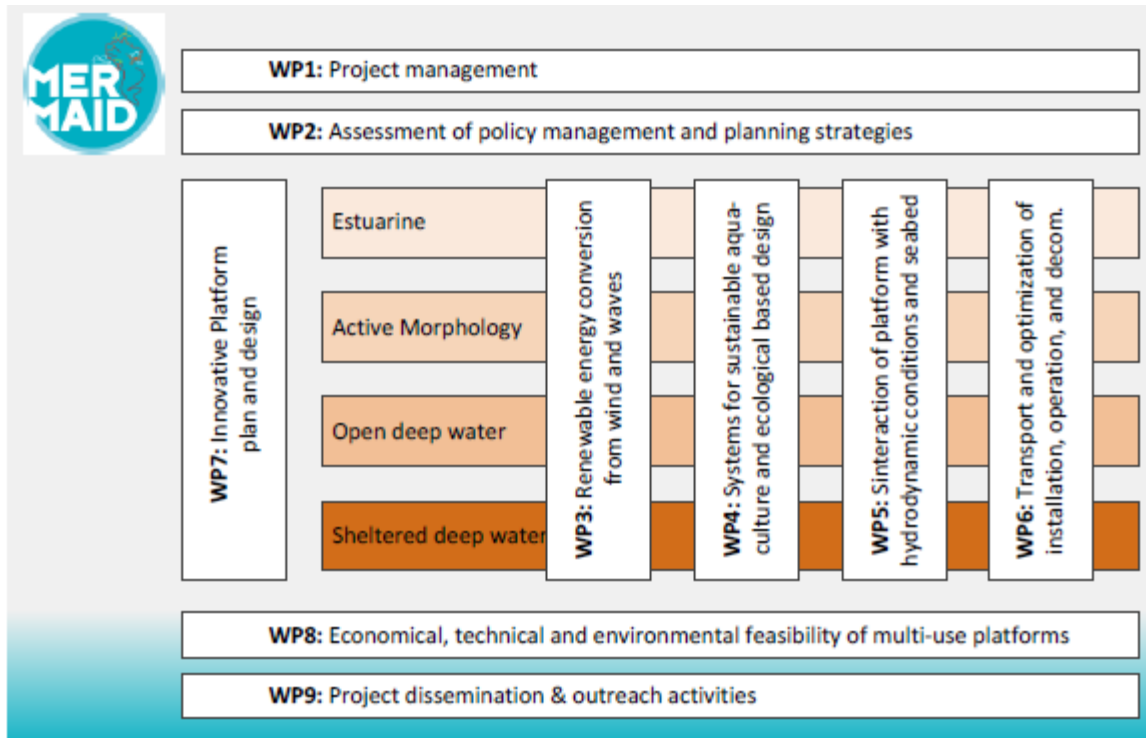 MER
MAID
WP1: Project management
WP2: Assessment of policy management and planning strategies
WP7: Innovative Platform
plan and design
Estuarine
Active Morphology
Open deep water
Sheltered deep water
WP3: Renewable energy conversion
from wind and waves
WP4: Systems for sustainable aqua-
culture and ecological based design
WP5: Sinteraction of platform with
hydrodynamic conditions and seabed
WP6: Transport and optimization of
installation, operation, and decom.
WP8: Economical, technical and environmental feasibility of multi-use platforms
WP9: Project dissemination & outreach activities